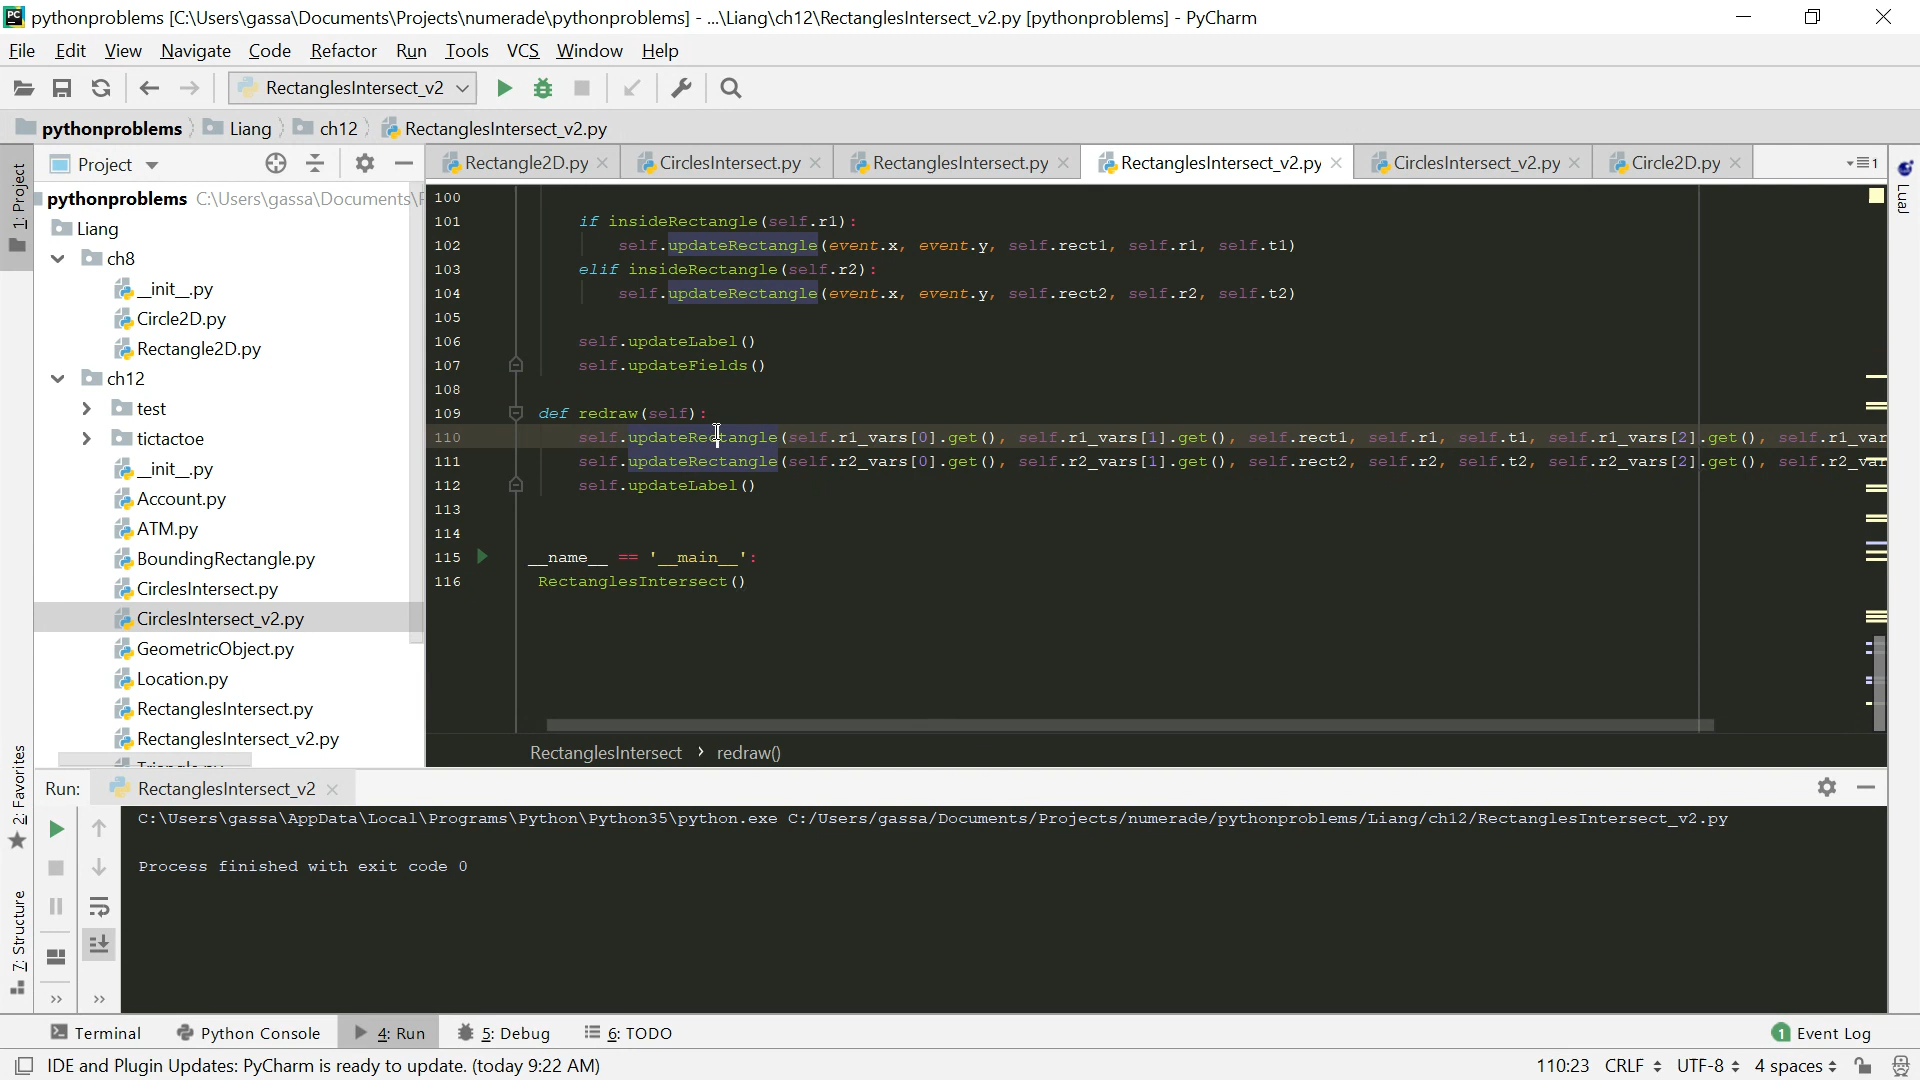 pythonproblems [C:\Users\gassa\Documents\Projects\numerade\pythonproblems] - ...\Liang\ch12\RectanglesIntersect_v2.py [pythonproblems] - PyCharm
File Edit View Navigate Code Refactor Run Tools VCS Window Help
RectanglesIntersect_v2
pythonproblems Liang ch12 RectanglesIntersect_v2.py
Project Rectangle2D.py CirclesIntersect.py RectanglesIntersect.py RectanglesIntersect_v2.py CirclesIntersect_v2.py Circle2D.py 1
1: Project
pythonproblems C:\Users\gassa\Documents\P
Liang
ch8
__init__.py
Circle2D.py
Rectangle2D.py
ch12
test
tictactoe
__init__.py
Account.py
ATM.py
BoundingRectangle.py
CirclesIntersect.py
CirclesIntersect_v2.py
GeometricObject.py
Location.py
RectanglesIntersect.py
RectanglesIntersect_v2.py
100
101 if insideRectangle(self.r1):
102 self.updateRectangle(event.x, event.y, self.rect1, self.r1, self.t1)
103 elif insideRectangle(self.r2):
104 self.updateRectangle(event.x, event.y, self.rect2, self.r2, self.t2)
105
106 self.updateLabel()
107 self.updateFields()
108
109 def redraw(self):
110 self.updateRectangle(self.r1_vars[0].get(), self.r1_vars[1].get(), self.rect1, self.r1, self.t1, self.r1_vars[2].get(), self.r1_var
111 self.updateRectangle(self.r2_vars[0].get(), self.r2_vars[1].get(), self.rect2, self.r2, self.t2, self.r2_vars[2].get(), self.r2_var
112 self.updateLabel()
113
114
115 __name__ == '__main__':
116 RectanglesIntersect()
RectanglesIntersect › redraw()
Luna
2: Favorites
7: Structure
Run: RectanglesIntersect_v2
C:\Users\gassa\AppData\Local\Programs\Python\Python35\python.exe C:/Users/gassa/Documents/Projects/numerade/pythonproblems/Liang/ch12/RectanglesIntersect_v2.py
Process finished with exit code 0
Terminal Python Console 4: Run 5: Debug 6: TODO 1 Event Log
IDE and Plugin Updates: PyCharm is ready to update. (today 9:22 AM) 110:23 CRLF UTF-8 4 spaces